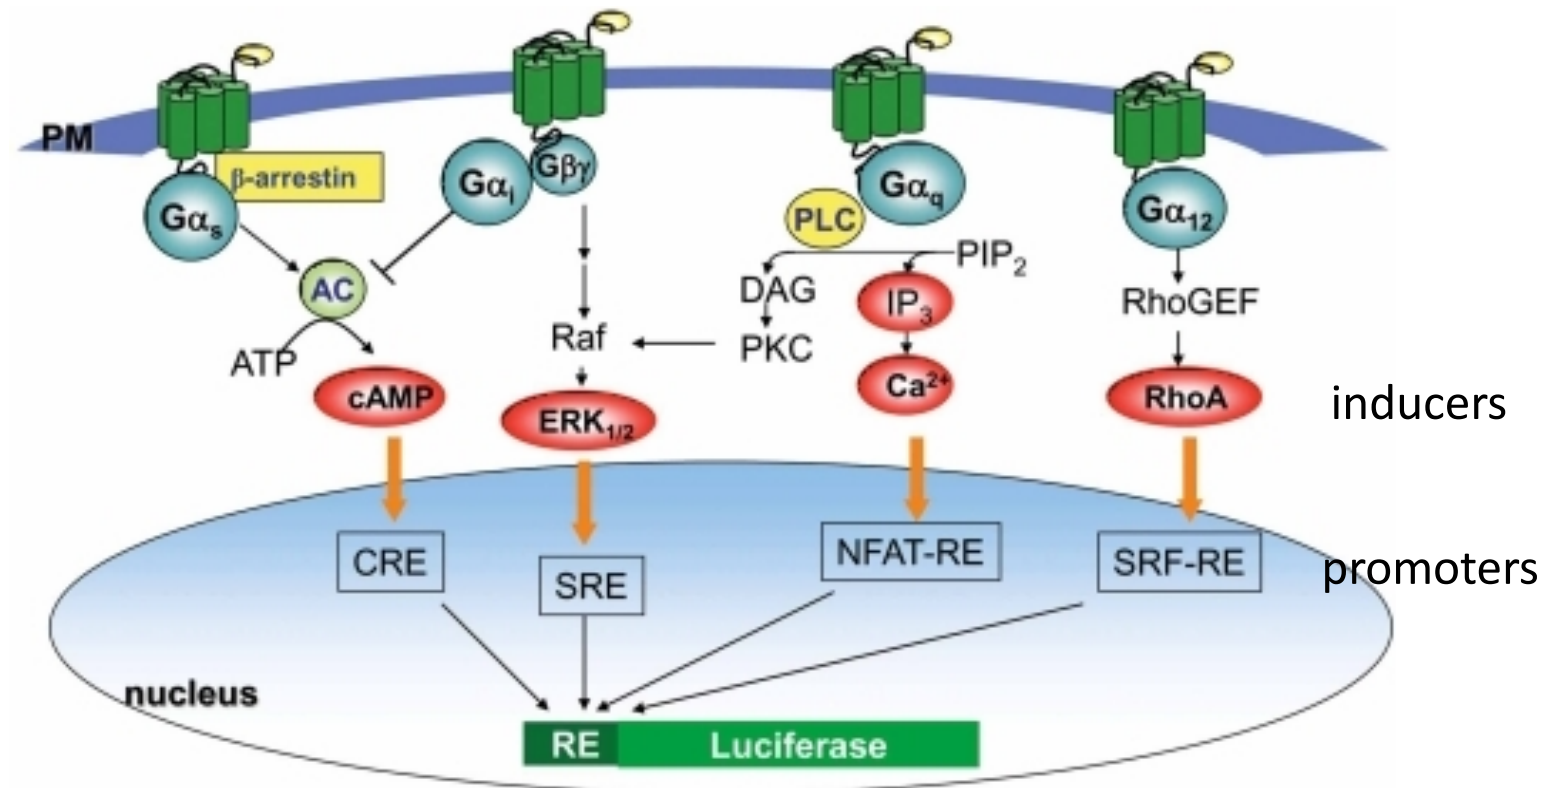 PM
β-arrestin
Gαs
Gαi
Gβγ
Gαq
PLC
Gα12
AC
PIP2
DAG
IP3
RhoGEF
ATP
Raf
PKC
cAMP
ERK1/2
Ca2+
RhoA
inducers
CRE
SRE
NFAT-RE
SRF-RE
promoters
nucleus
RE
Luciferase